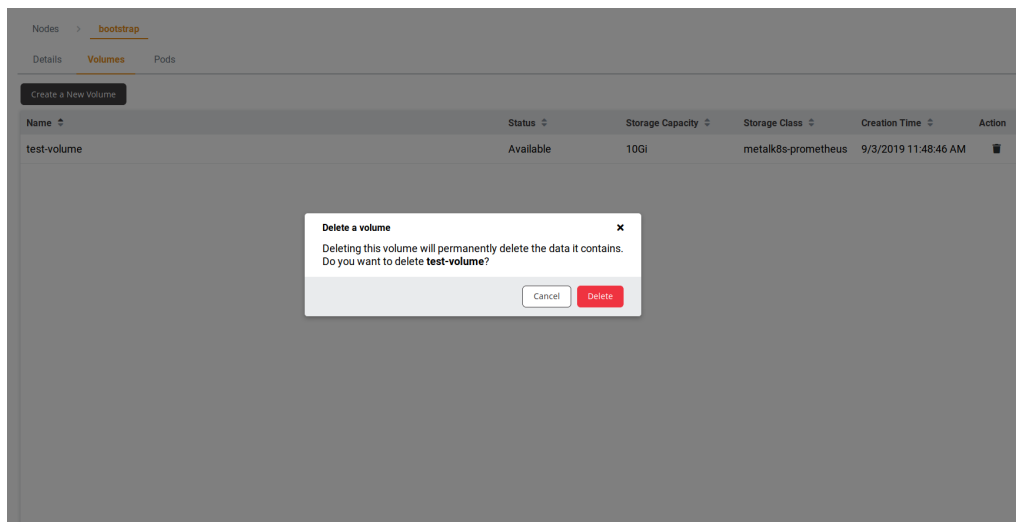 Nodes > bootstrap
Details Volumes Pods
Create a New Volume
Name Status Storage Capacity Storage Class Creation Time Action
test-volume Available 10Gi metalk8s-prometheus 9/3/2019 11:48:46 AM
Delete a volume
Deleting this volume will permanently delete the data it contains.
Do you want to delete test-volume?
Cancel Delete